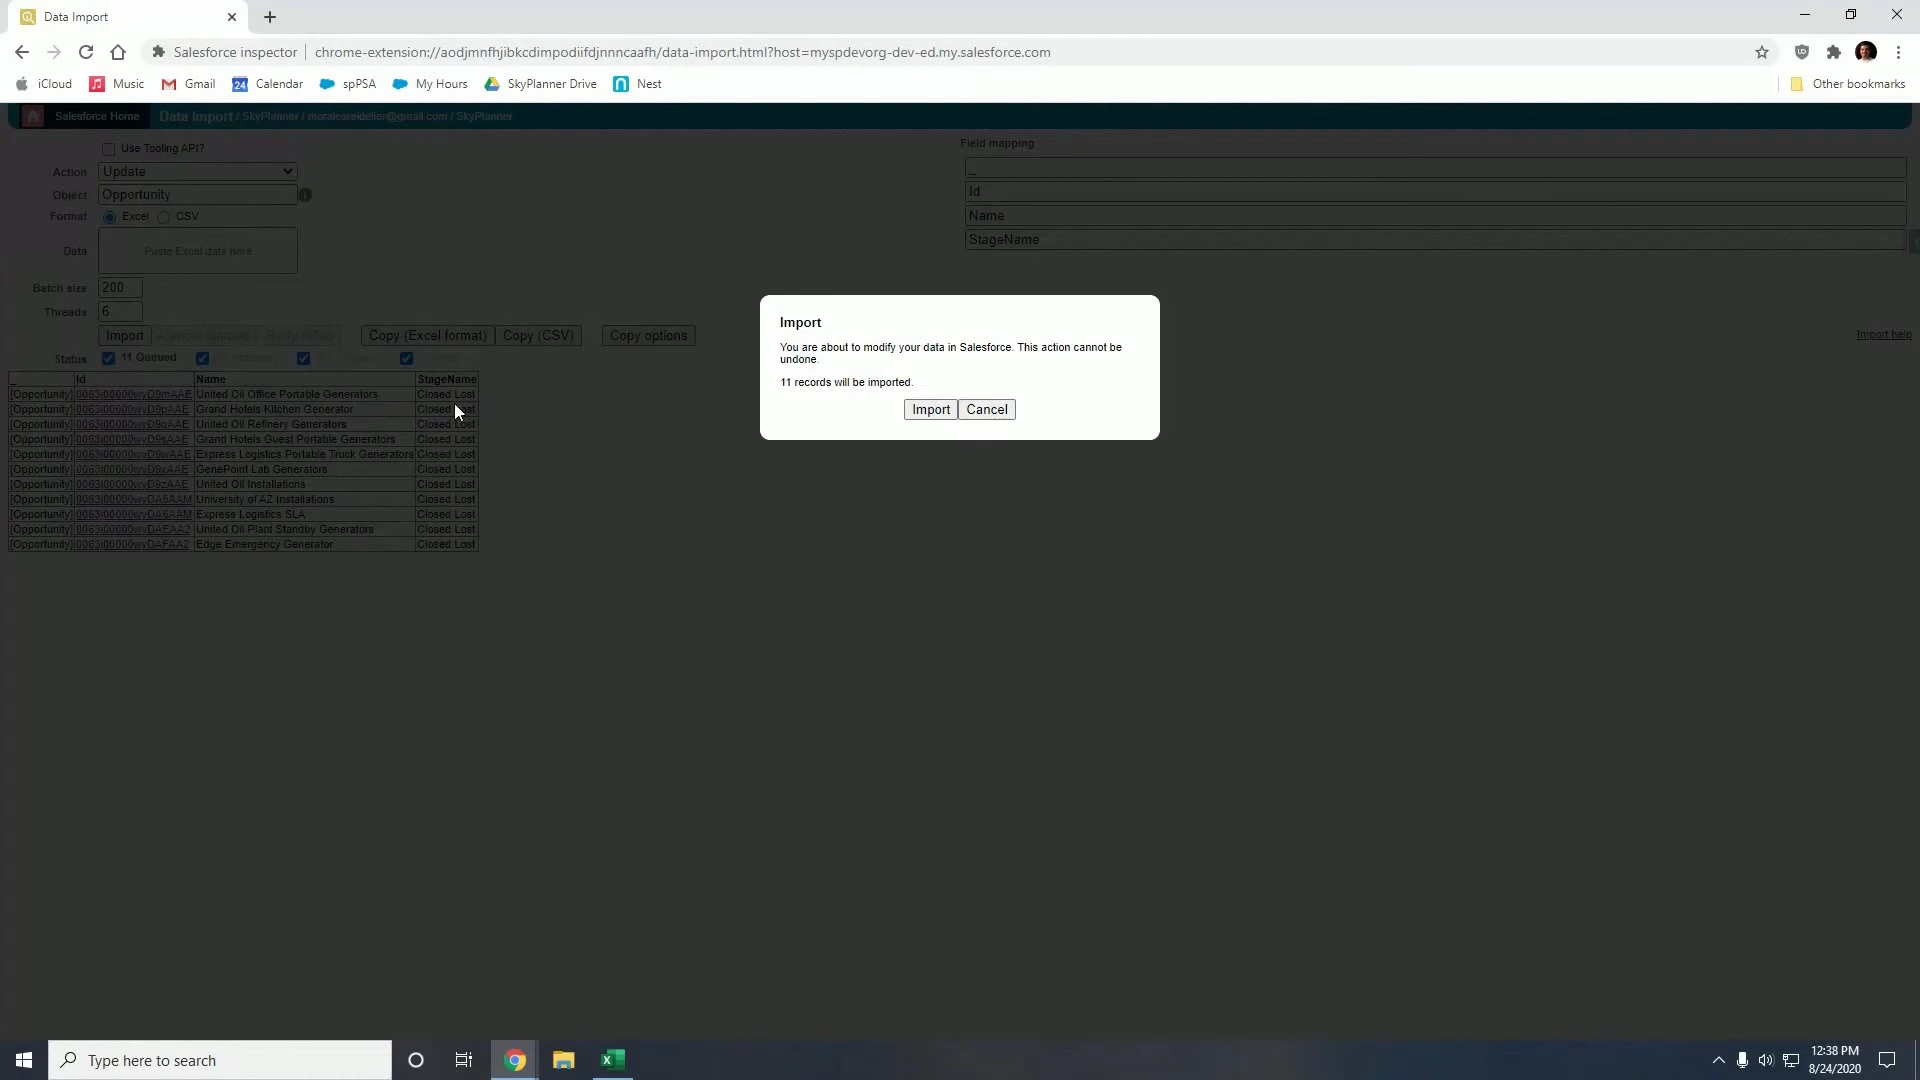 Data Import
Salesforce inspector
chrome-extension://aodjmnfhjibkcdimpodiifdjnnncaafh/data-import.html?host=myspdevorg-dev-ed.my.salesforce.com
iCloud
Music
Gmail
24
Calendar
spPSA
My Hours
SkyPlanner Drive
Nest
Other bookmarks
Salesforce Home
Data Import / SkyPlanner / moralesteidelier@gmail.com / SkyPlanner
Use Tooling API?
Action Update
Object Opportunity
Format Excel CSV
Data Paste Excel data here
Batch size 200
Threads 6
Import Copy (Excel format) Copy (CSV) Copy options
Status 11 Queued
Field mapping
_
Id
Name
StageName
Import help
_ Id Name StageName
[Opportunity] United Oil Office Portable Generators Closed Lost
[Opportunity] Grand Hotels Kitchen Generator Closed Lost
[Opportunity] United Oil Refinery Generators Closed Lost
[Opportunity] Grand Hotels Guest Portable Generators Closed Lost
[Opportunity] Express Logistics Portable Truck Generators Closed Lost
[Opportunity] GenePoint Lab Generators Closed Lost
[Opportunity] United Oil Installations Closed Lost
[Opportunity] University of AZ Installations Closed Lost
[Opportunity] Express Logistics SLA Closed Lost
[Opportunity] United Oil Plant Standby Generators Closed Lost
[Opportunity] Edge Emergency Generator Closed Lost
Import
You are about to modify your data in Salesforce. This action cannot be
undone.
11 records will be imported.
Import Cancel
Type here to search
12:38 PM
8/24/2020